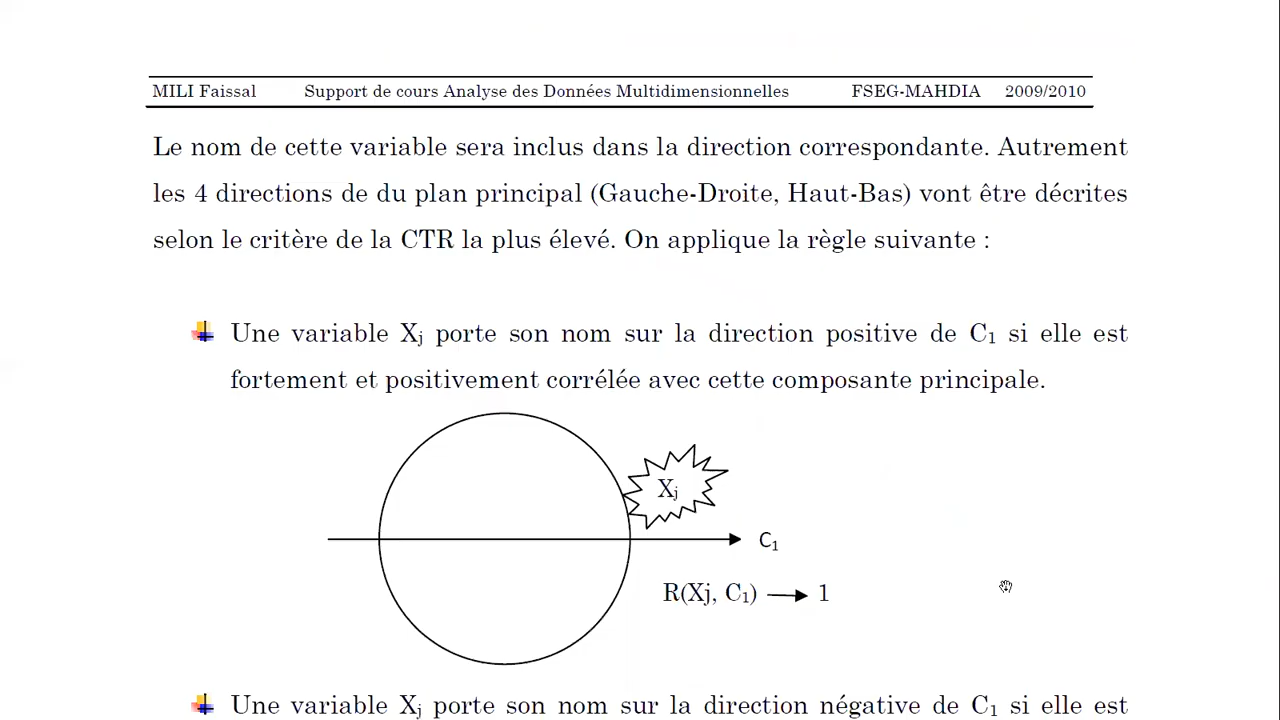 MILI Faissal Support de cours Analyse des Données Multidimensionnelles FSEG-MAHDIA 2009/2010
Le nom de cette variable sera inclus dans la direction correspondante. Autrement
les 4 directions de du plan principal (Gauche-Droite, Haut-Bas) vont être décrites
selon le critère de la CTR la plus élevé. On applique la règle suivante :
Une variable Xj porte son nom sur la direction positive de C1 si elle est
fortement et positivement corrélée avec cette composante principale.
Xj
C1
R(Xj, C1) → 1
Une variable Xj porte son nom sur la direction négative de C1 si elle est